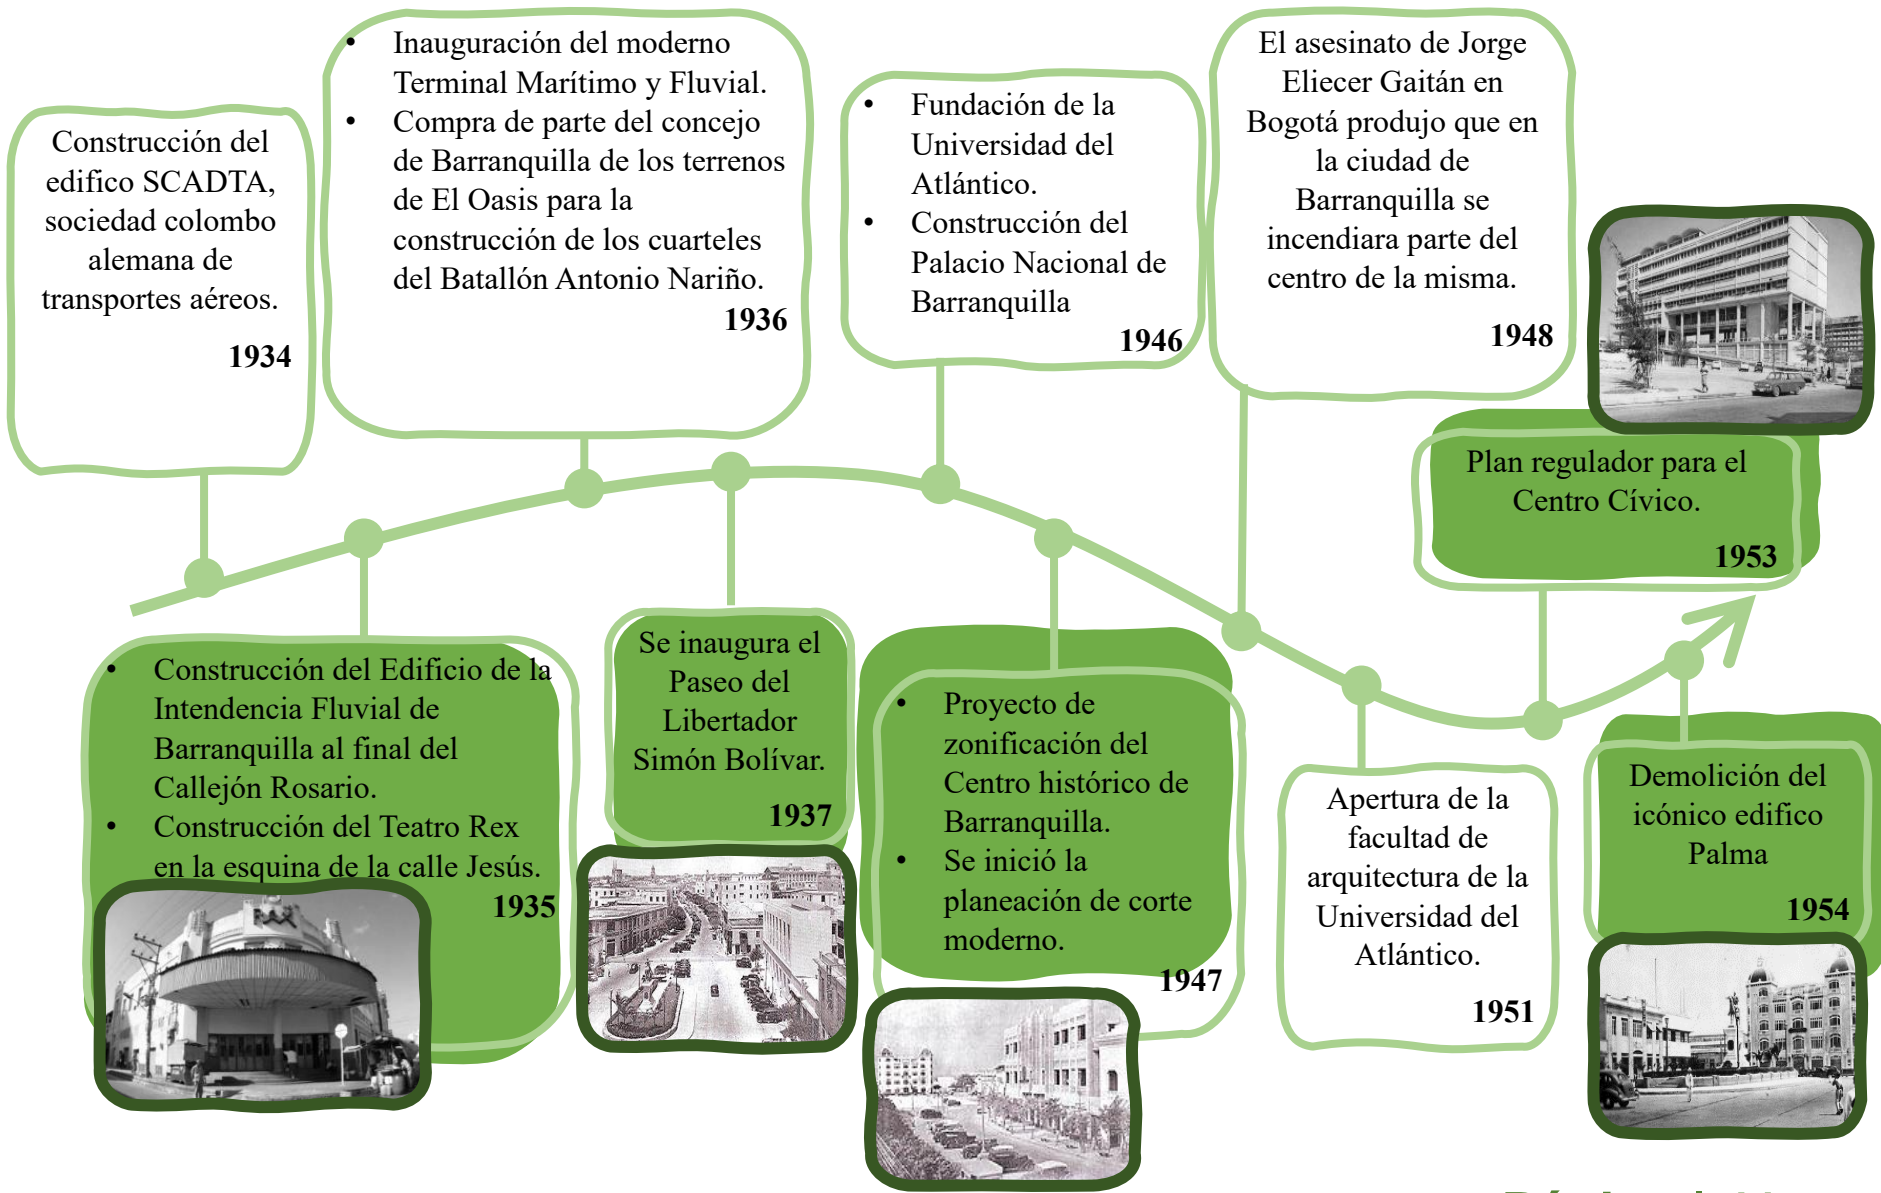 Construcción del
edifico SCADTA,
sociedad colombo
alemana de
transportes aéreos.
1934
• Construcción del Edificio de la
Intendencia Fluvial de
Barranquilla al final del
Callejón Rosario.
• Construcción del Teatro Rex
en la esquina de la calle Jesús.
1935
REX
• Inauguración del moderno
Terminal Marítimo y Fluvial.
• Compra de parte del concejo
de Barranquilla de los terrenos
de El Oasis para la
construcción de los cuarteles
del Batallón Antonio Nariño.
1936
Se inaugura el
Paseo del
Libertador
Simón Bolívar.
1937
• Fundación de la
Universidad del
Atlántico.
• Construcción del
Palacio Nacional de
Barranquilla
1946
• Proyecto de
zonificación del
Centro histórico de
Barranquilla.
• Se inició la
planeación de corte
moderno.
1947
El asesinato de Jorge
Eliecer Gaitán en
Bogotá produjo que en
la ciudad de
Barranquilla se
incendiara parte del
centro de la misma.
1948
Apertura de la
facultad de
arquitectura de la
Universidad del
Atlántico.
1951
Plan regulador para el
Centro Cívico.
1953
Demolición del
icónico edifico
Palma
1954